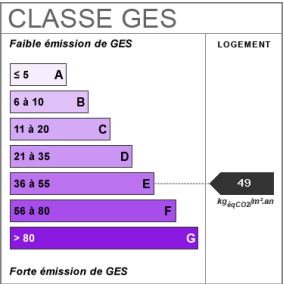 CLASSE GES
Faible émission de GES
LOGEMENT
≤ 5 A
6 à 10 B
11 à 20 C
21 à 35 D
36 à 55 E
49
kgéqCO2/m².an
56 à 80 F
> 80 G
Forte émission de GES